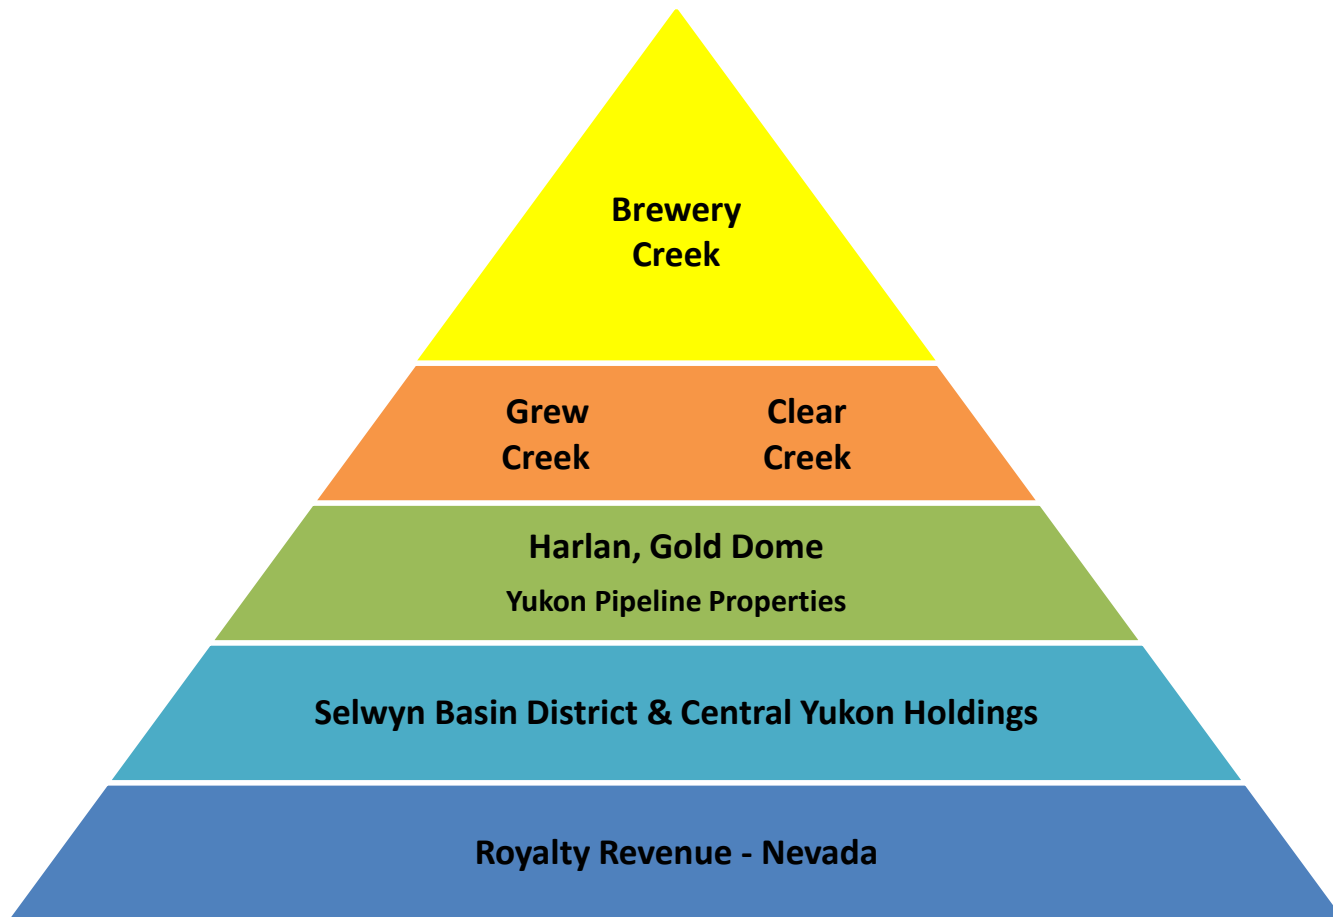 Brewery
Creek
Grew
Creek
Clear
Creek
Harlan, Gold Dome
Yukon Pipeline Properties
Selwyn Basin District & Central Yukon Holdings
Royalty Revenue - Nevada